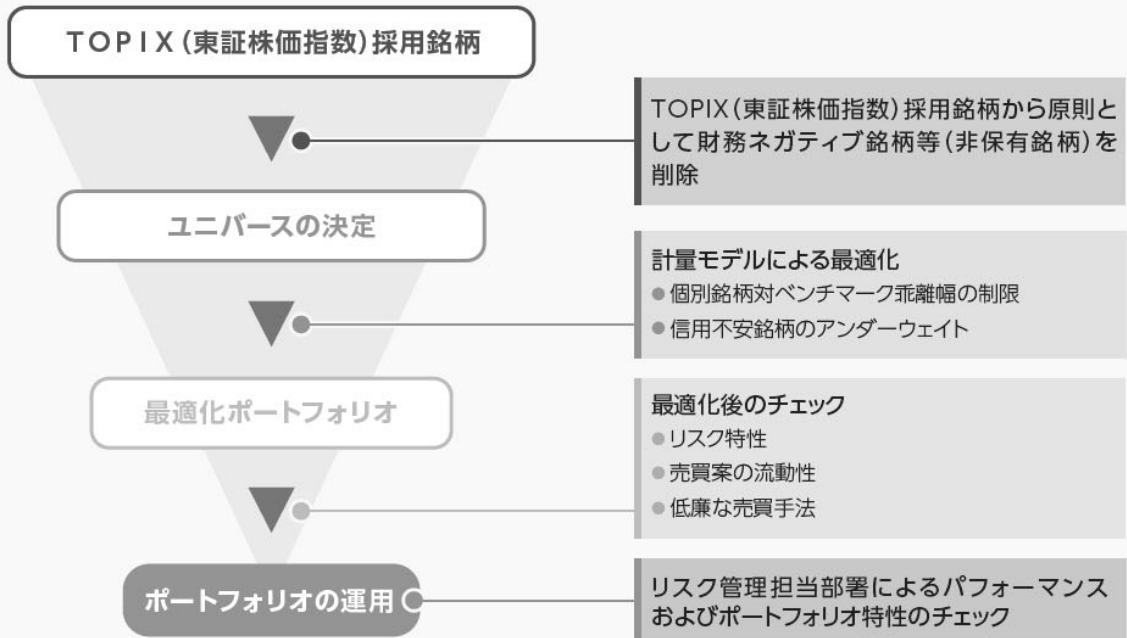 TOPIX(東証株価指数)採用銘柄
TOPIX(東証株価指数)採用銘柄から原則と
して財務ネガティブ銘柄等(非保有銘柄)を
削除
ユニバースの決定
計量モデルによる最適化
●個別銘柄対ベンチマーク乖離幅の制限
●信用不安銘柄のアンダーウェイト
最適化ポートフォリオ
最適化後のチェック
●リスク特性
●売買案の流動性
●低廉な売買手法
ポートフォリオの運用
リスク管理担当部署によるパフォーマンス
およびポートフォリオ特性のチェック